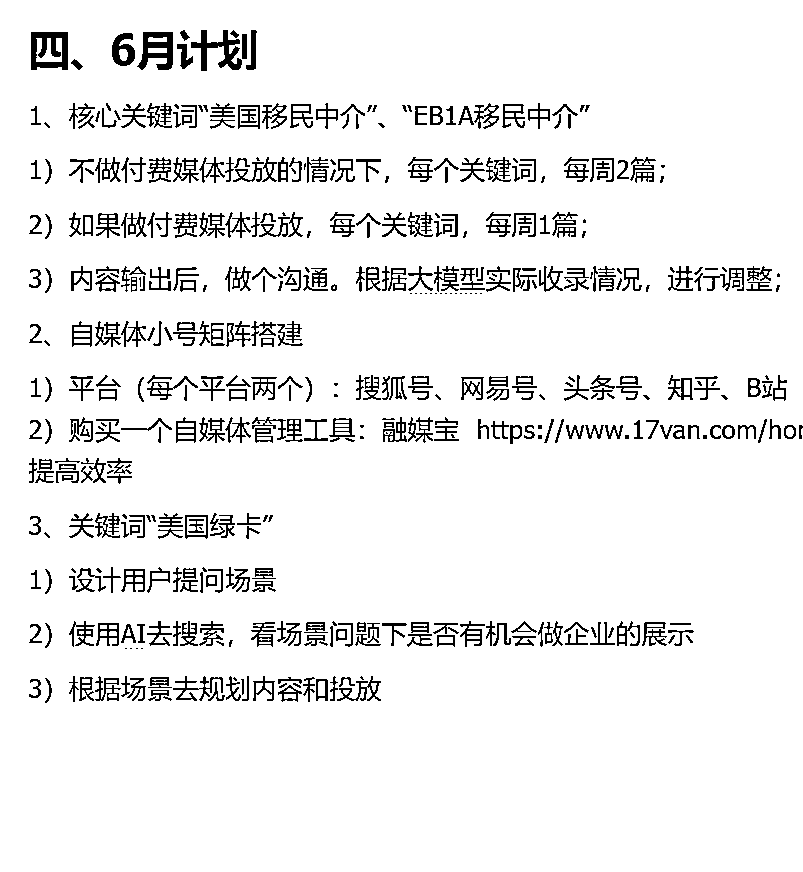 四、6月计划
1、核心关键词“美国移民中介”、“EB1A移民中介”
1）不做付费媒体投放的情况下，每个关键词，每周2篇；
2）如果做付费媒体投放，每个关键词，每周1篇；
3）内容输出后，做个沟通。根据大模型实际收录情况，进行调整；
2、自媒体小号矩阵搭建
1）平台（每个平台两个）：搜狐号、网易号、头条号、知乎、B站
2）购买一个自媒体管理工具：融媒宝 https://www.17van.com/hor
提高效率
3、关键词“美国绿卡”
1）设计用户提问场景
2）使用AI去搜索，看场景问题下是否有机会做企业的展示
3）根据场景去规划内容和投放